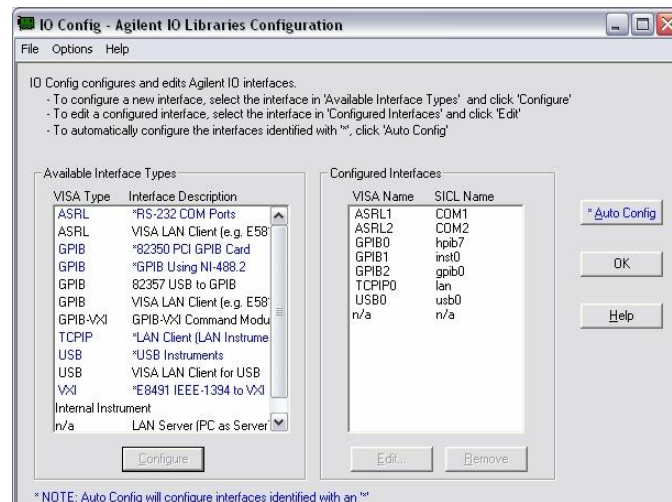 IO Config - Agilent IO Libraries Configuration
File Options Help
IO Config configures and edits Agilent IO interfaces.
- To configure a new interface, select the interface in 'Available Interface Types' and click 'Configure'
- To edit a configured interface, select the interface in 'Configured Interfaces' and click 'Edit'
- To automatically configure the interfaces identified with '*', click 'Auto Config'
Available Interface Types
VISA Type Interface Description
ASRL *RS-232 COM Ports
ASRL VISA LAN Client (e.g. E58
GPIB *82350 PCI GPIB Card
GPIB *GPIB Using NI-488.2
GPIB 82357 USB to GPIB
GPIB VISA LAN Client (e.g. E58
GPIB-VXI GPIB-VXI Command Modu
TCPIP *LAN Client (LAN Instrume
USB *USB Instruments
USB VISA LAN Client for USB
VXI *E8491 IEEE-1394 to VXI
Internal Instrument
n/a LAN Server (PC as Server
Configure
Configured Interfaces
VISA Name SICL Name
ASRL1 COM1
ASRL2 COM2
GPIB0 hpib7
GPIB1 inst0
GPIB2 gpib0
TCPIP0 lan
USB0 usb0
n/a n/a
Edit... Remove
* Auto Config
OK
Help
* NOTE: Auto Config will configure interfaces identified with an '*'